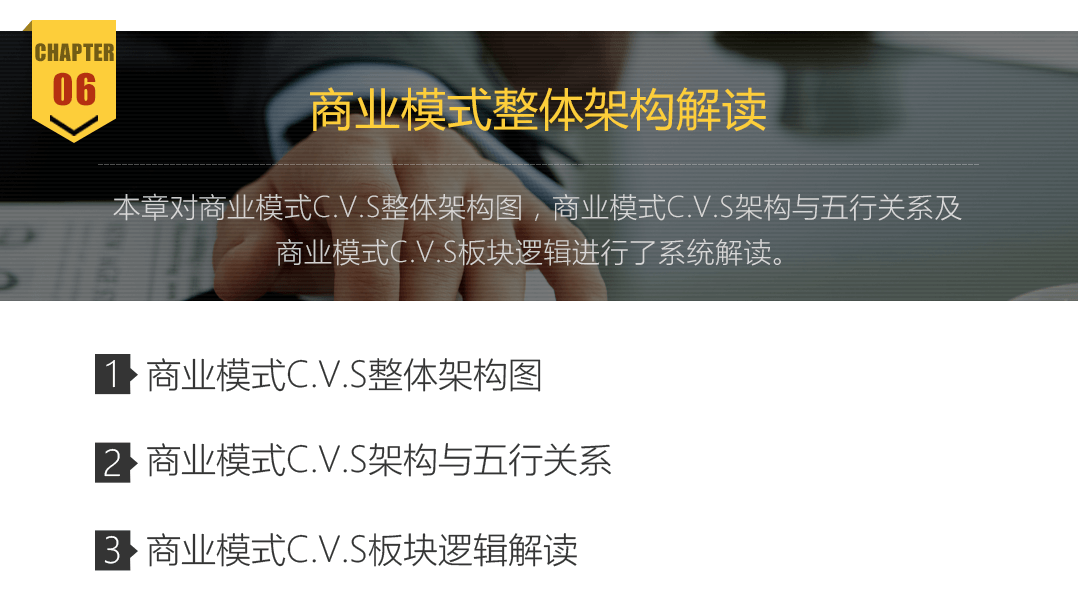 CHAPTER
06
商业模式整体架构解读
本章对商业模式C.V.S整体架构图，商业模式C.V.S架构与五行关系及
商业模式C.V.S板块逻辑进行了系统解读。
1 商业模式C.V.S整体架构图
2 商业模式C.V.S架构与五行关系
3 商业模式C.V.S板块逻辑解读